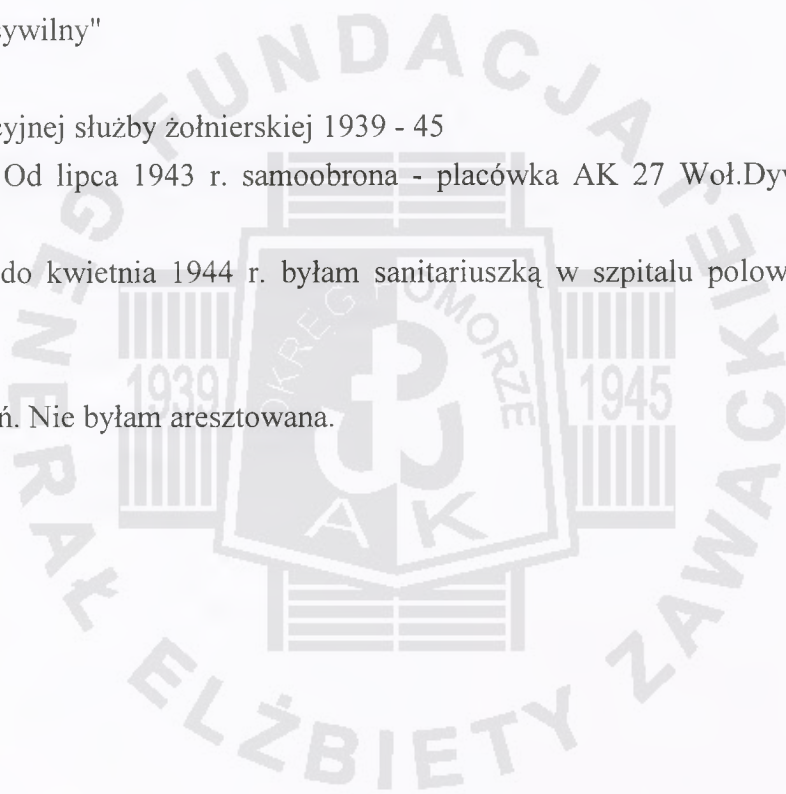 ywilny"
cyjnej służby żołnierskiej 1939 - 45
Od lipca 1943 r. samoobrona - placówka AK 27 Woł.Dyw
do kwietnia 1944 r. byłam sanitariuszką w szpitalu polow
ń. Nie byłam aresztowana.
FUNDACJA
GENERAŁ ELŻBIETY ZAWACKIEJ
OKRĘG POMORZE
1939
1945
AK